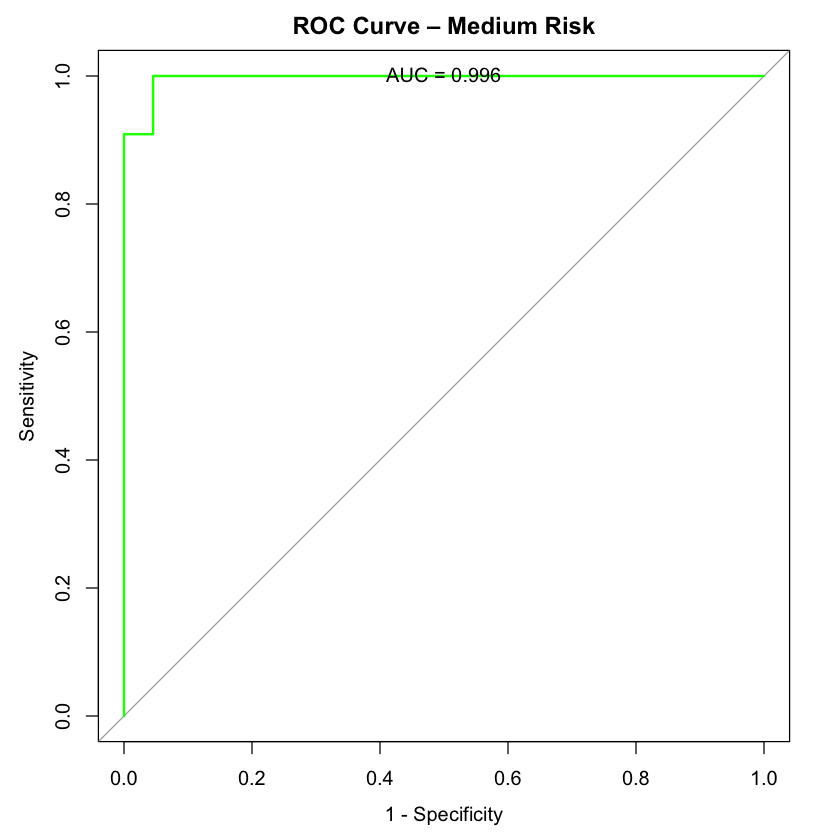 ROC Curve – Medium Risk
AUC = 0.996
1.0
0.8
0.6
0.4
0.2
0.0
Sensitivity
0.0 0.2 0.4 0.6 0.8 1.0
1 - Specificity